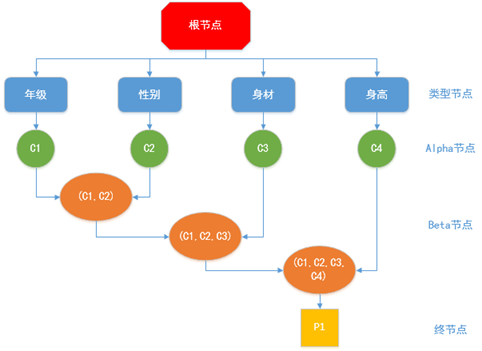 根节点
年级
性别
身材
身高
类型节点
C1
C2
C3
C4
Alpha节点
(C1,C2)
(C1,C2,C3)
Beta节点
(C1,C2,C3,
C4)
P1
终节点